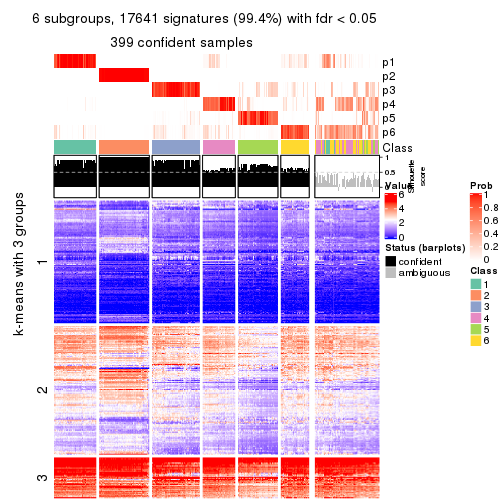 6 subgroups, 17641 signatures (99.4%) with fdr < 0.05
399 confident samples
p1
p2
p3
p4
p5
p6
Class
1
0.5
0
Silhouette
score
k-means with 3 groups
1
2
3
Value
6
4
2
0
Status (barplots)
confident
ambiguous
Prob
1
0.8
0.6
0.4
0.2
0
Class
1
2
3
4
5
6